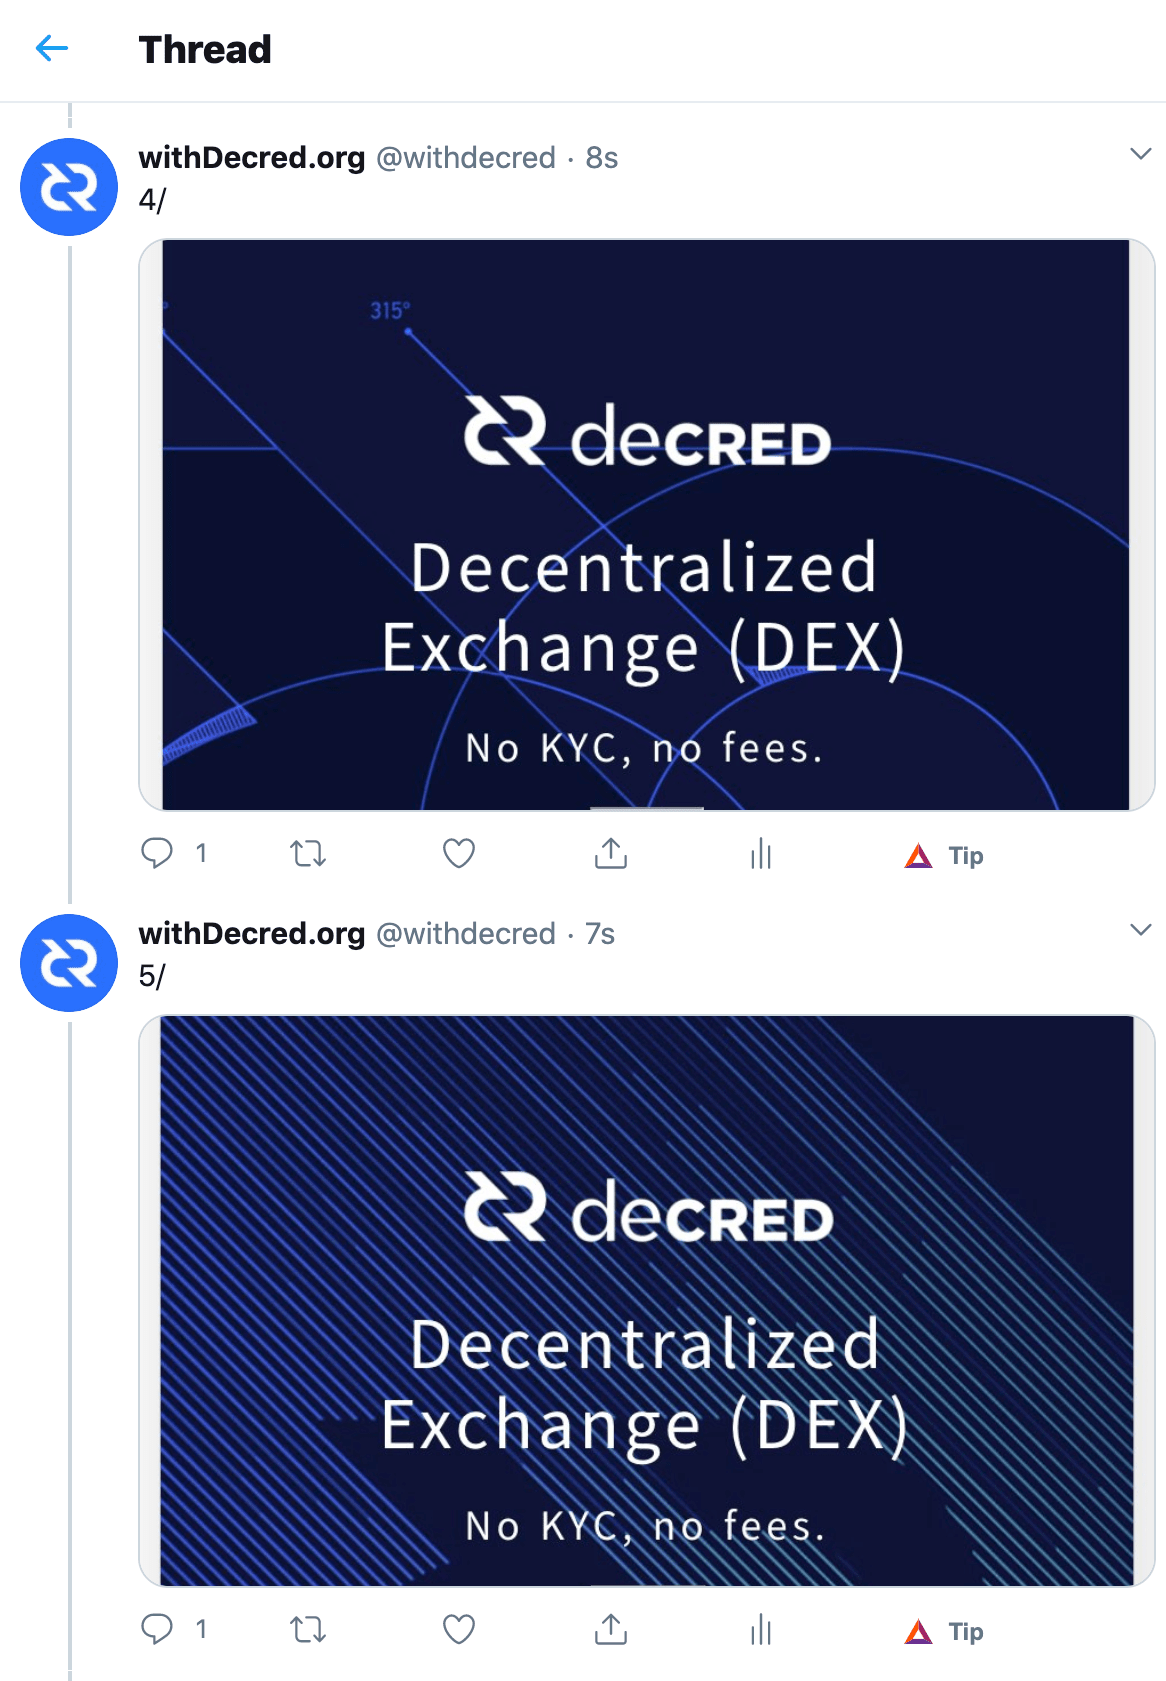 Thread
withDecred.org @withdecred · 8s
4/
315°
decred
Decentralized
Exchange (DEX)
No KYC, no fees.
1
Tip
withDecred.org @withdecred · 7s
5/
decred
Decentralized
Exchange (DEX)
No KYC, no fees.
1
Tip